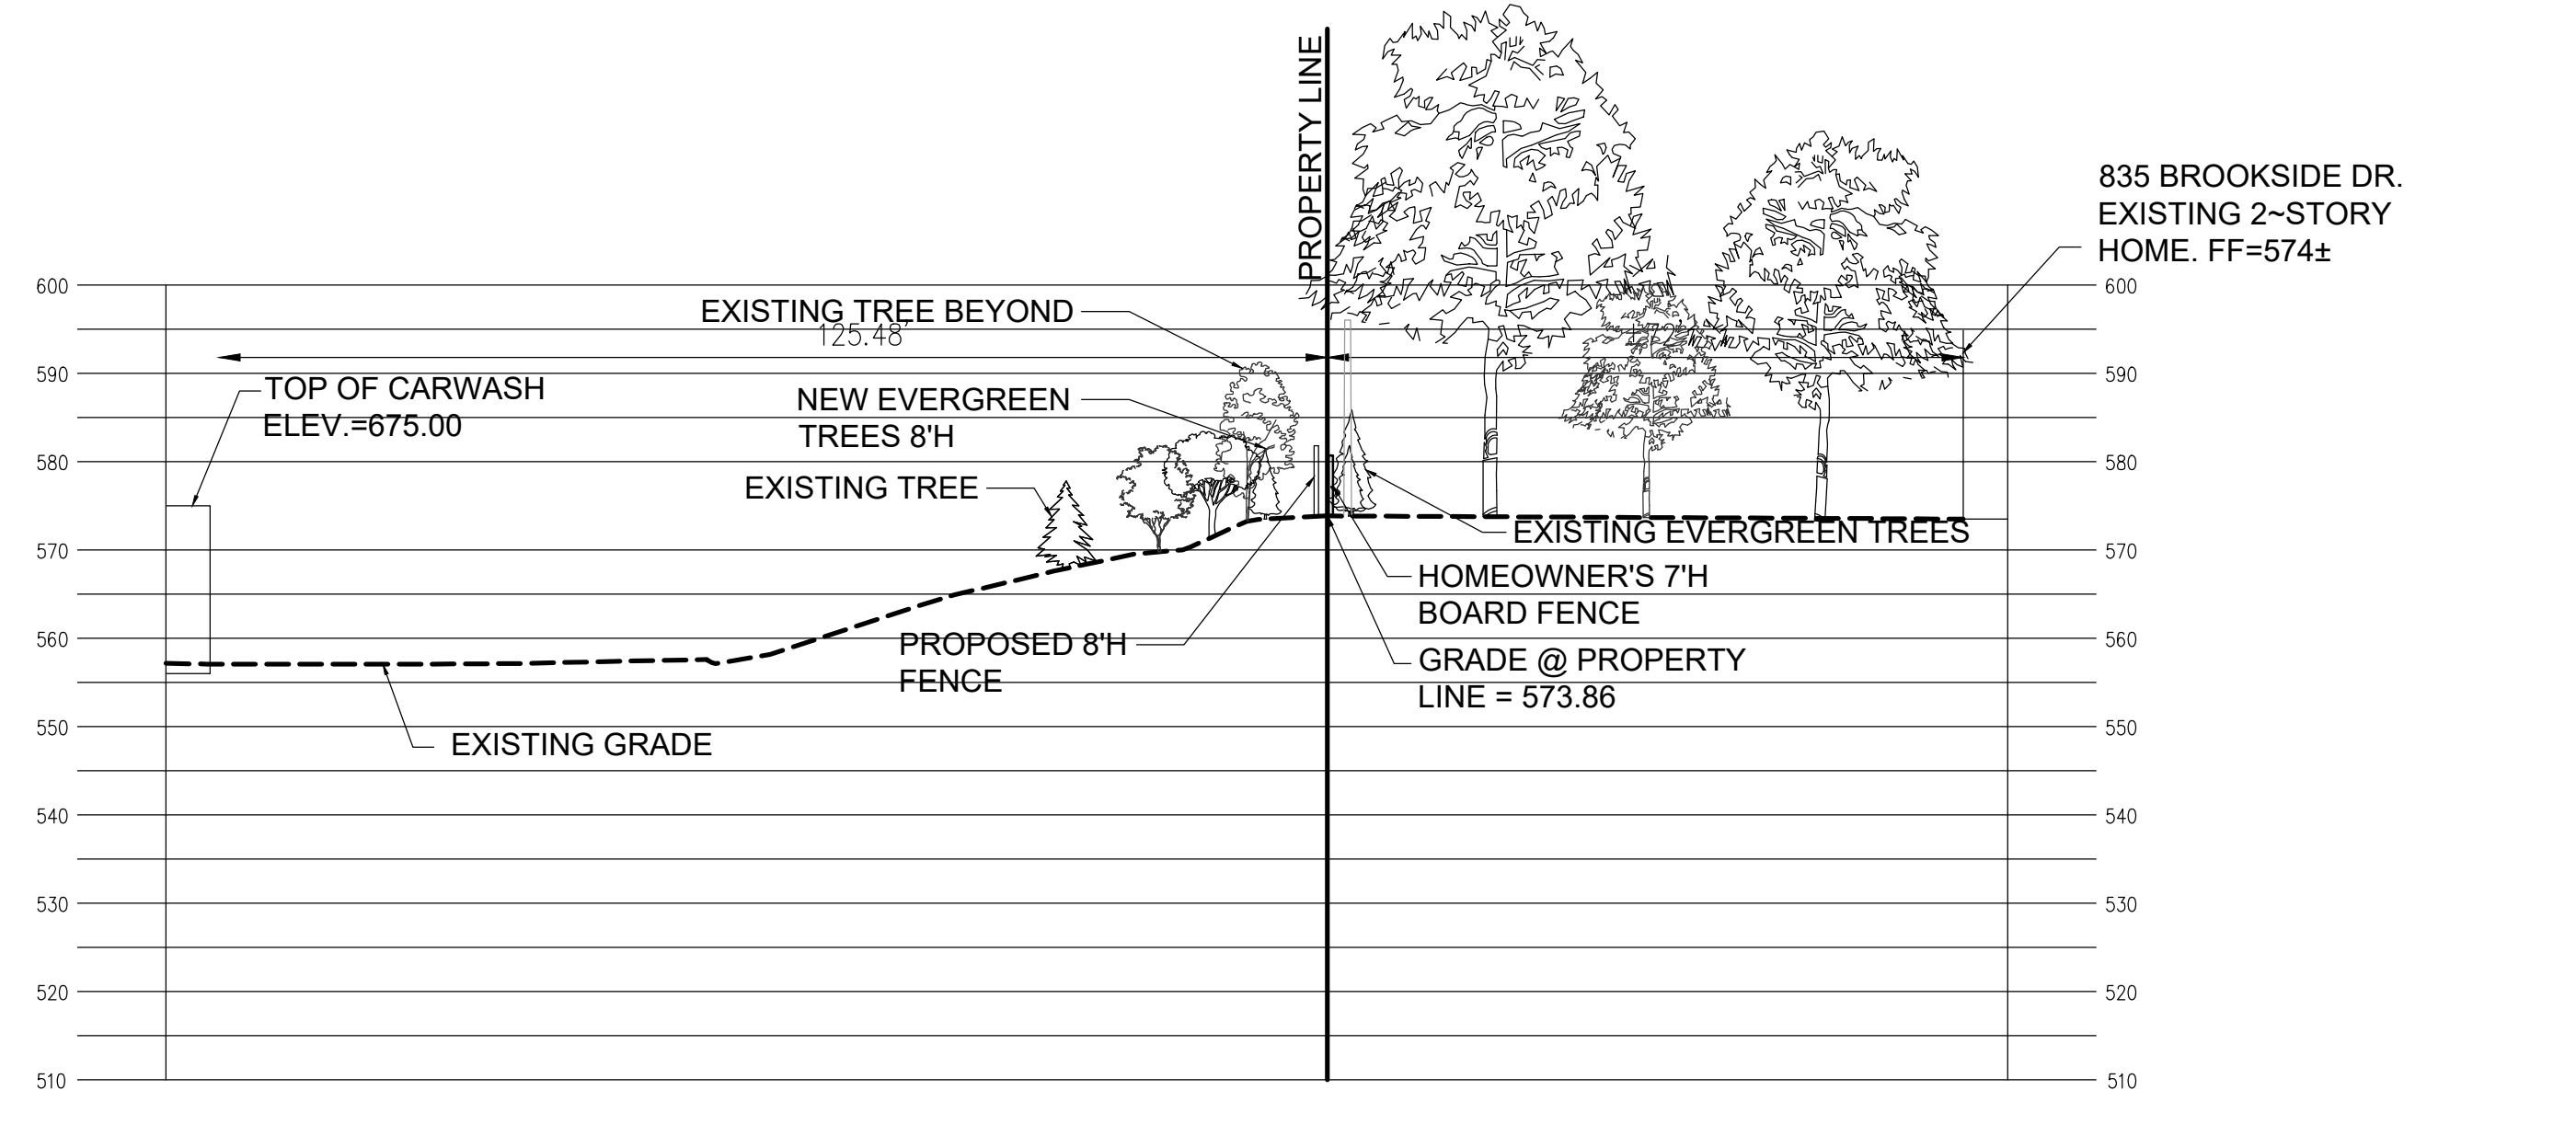 PROPERTY LINE
835 BROOKSIDE DR.
EXISTING 2~STORY
HOME. FF=574±
600
600
EXISTING TREE BEYOND
125.48'
590
590
TOP OF CARWASH
ELEV.=675.00
NEW EVERGREEN
TREES 8'H
580
580
EXISTING TREE
EXISTING EVERGREEN TREES
570
570
HOMEOWNER'S 7'H
BOARD FENCE
560
560
PROPOSED 8'H
FENCE
GRADE @ PROPERTY
LINE = 573.86
550
550
EXISTING GRADE
540
540
530
530
520
520
510
510